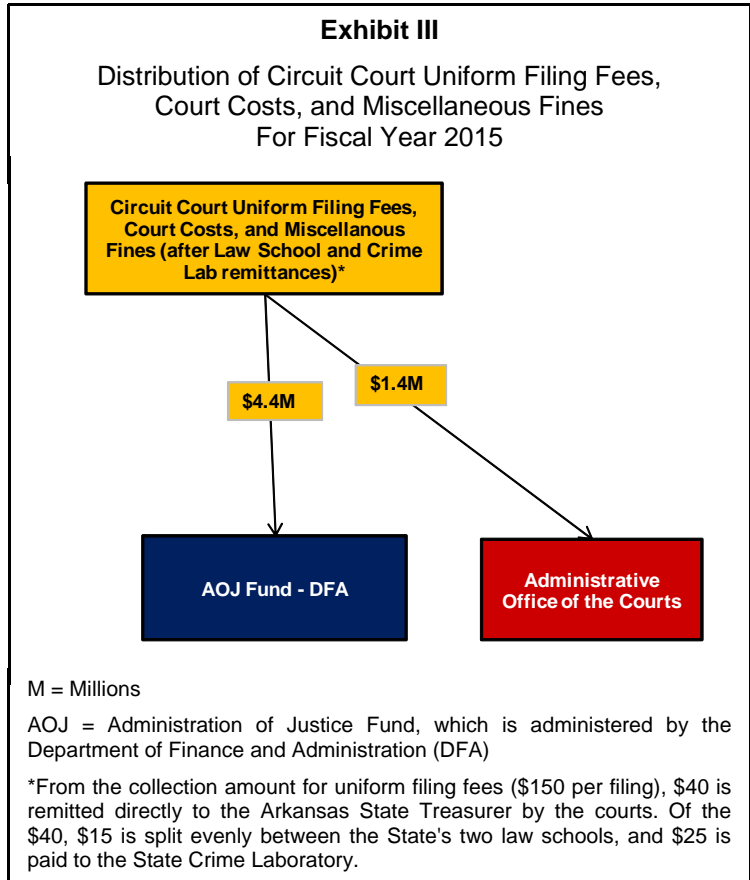 Exhibit III
Distribution of Circuit Court Uniform Filing Fees,
Court Costs, and Miscellaneous Fines
For Fiscal Year 2015
Circuit Court Uniform Filing Fees,
Court Costs, and Miscellanous
Fines (after Law School and Crime
Lab remittances)*
$4.4M
$1.4M
AOJ Fund - DFA
Administrative
Office of the Courts
M = Millions
AOJ = Administration of Justice Fund, which is administered by the
Department of Finance and Administration (DFA)
*From the collection amount for uniform filing fees ($150 per filing), $40 is
remitted directly to the Arkansas State Treasurer by the courts. Of the
$40, $15 is split evenly between the State's two law schools, and $25 is
paid to the State Crime Laboratory.